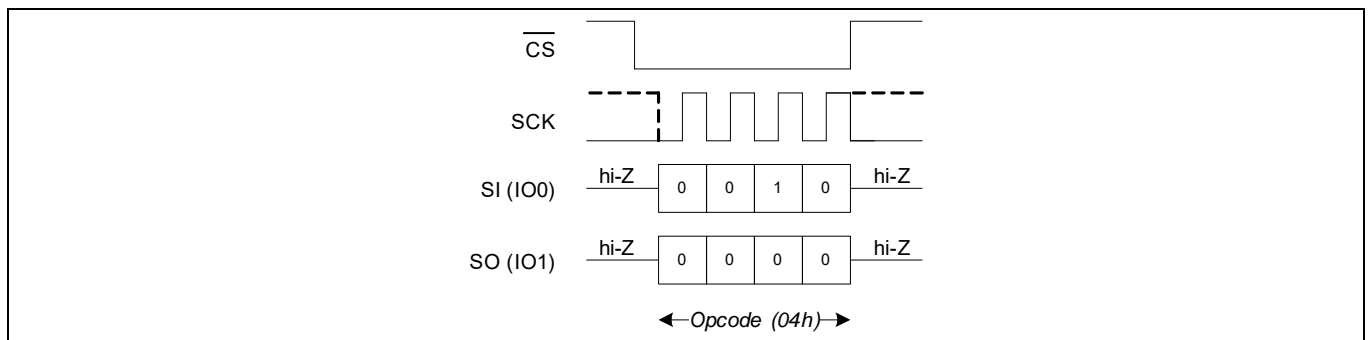 CS
SCK
SI (IO0) hi-Z 0 0 1 0 hi-Z
SO (IO1) hi-Z 0 0 0 0 hi-Z
Opcode (04h)